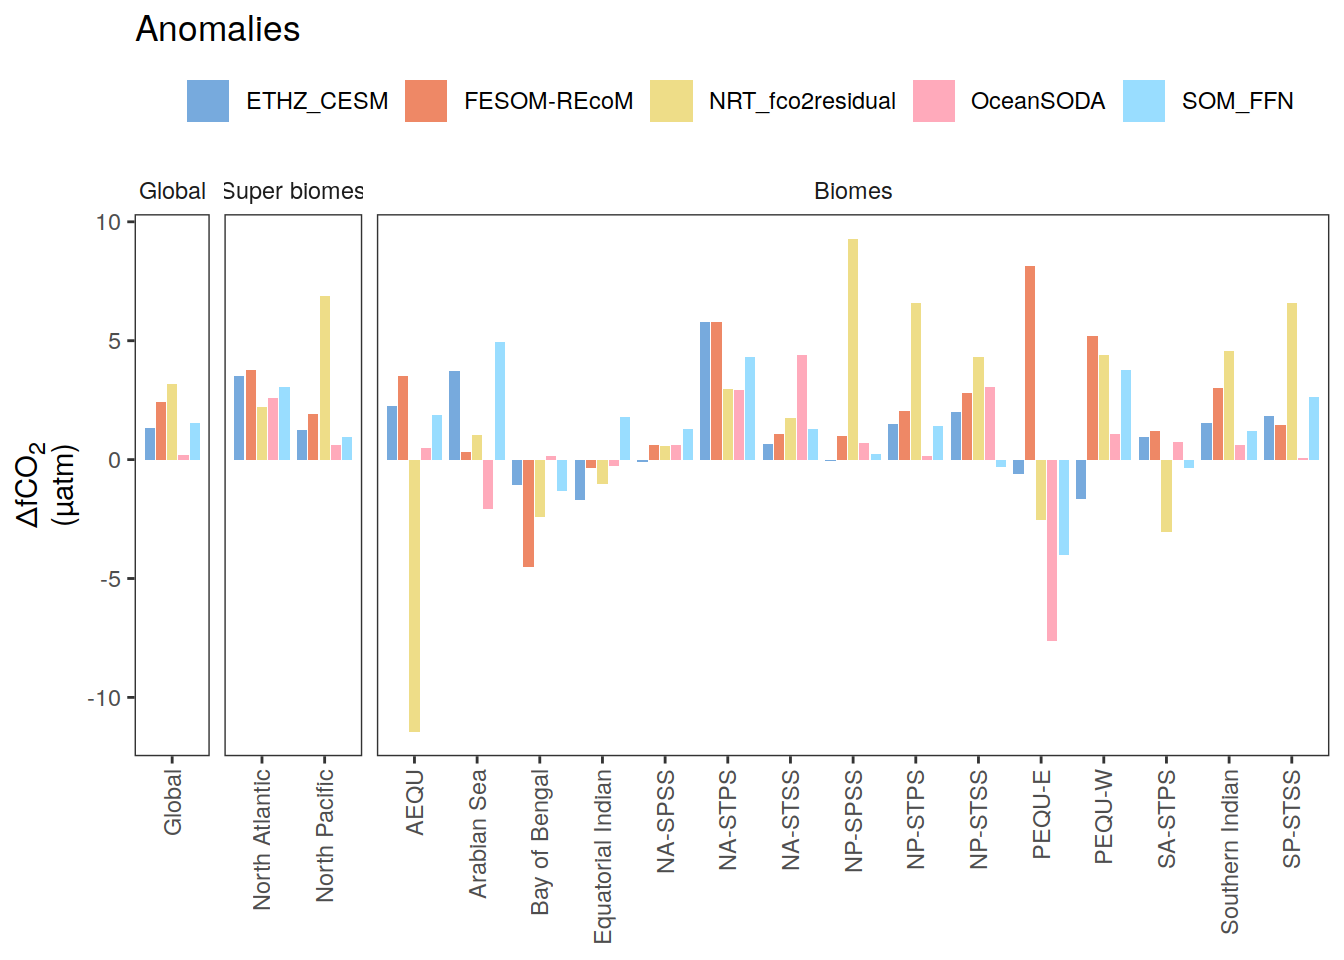 Anomalies
ETHZ_CESM FESOM-REcoM NRT_fco2residual OceanSODA SOM_FFN
Global Super biomes Biomes
ΔfCO₂
(µatm)
10
5
0
-5
-10
Global
North Atlantic
North Pacific
AEQU
Arabian Sea
Bay of Bengal
Equatorial Indian
NA-SPSS
NA-STPS
NA-STSS
NP-SPSS
NP-STPS
NP-STSS
PEQU-E
PEQU-W
SA-STPS
Southern Indian
SP-STSS